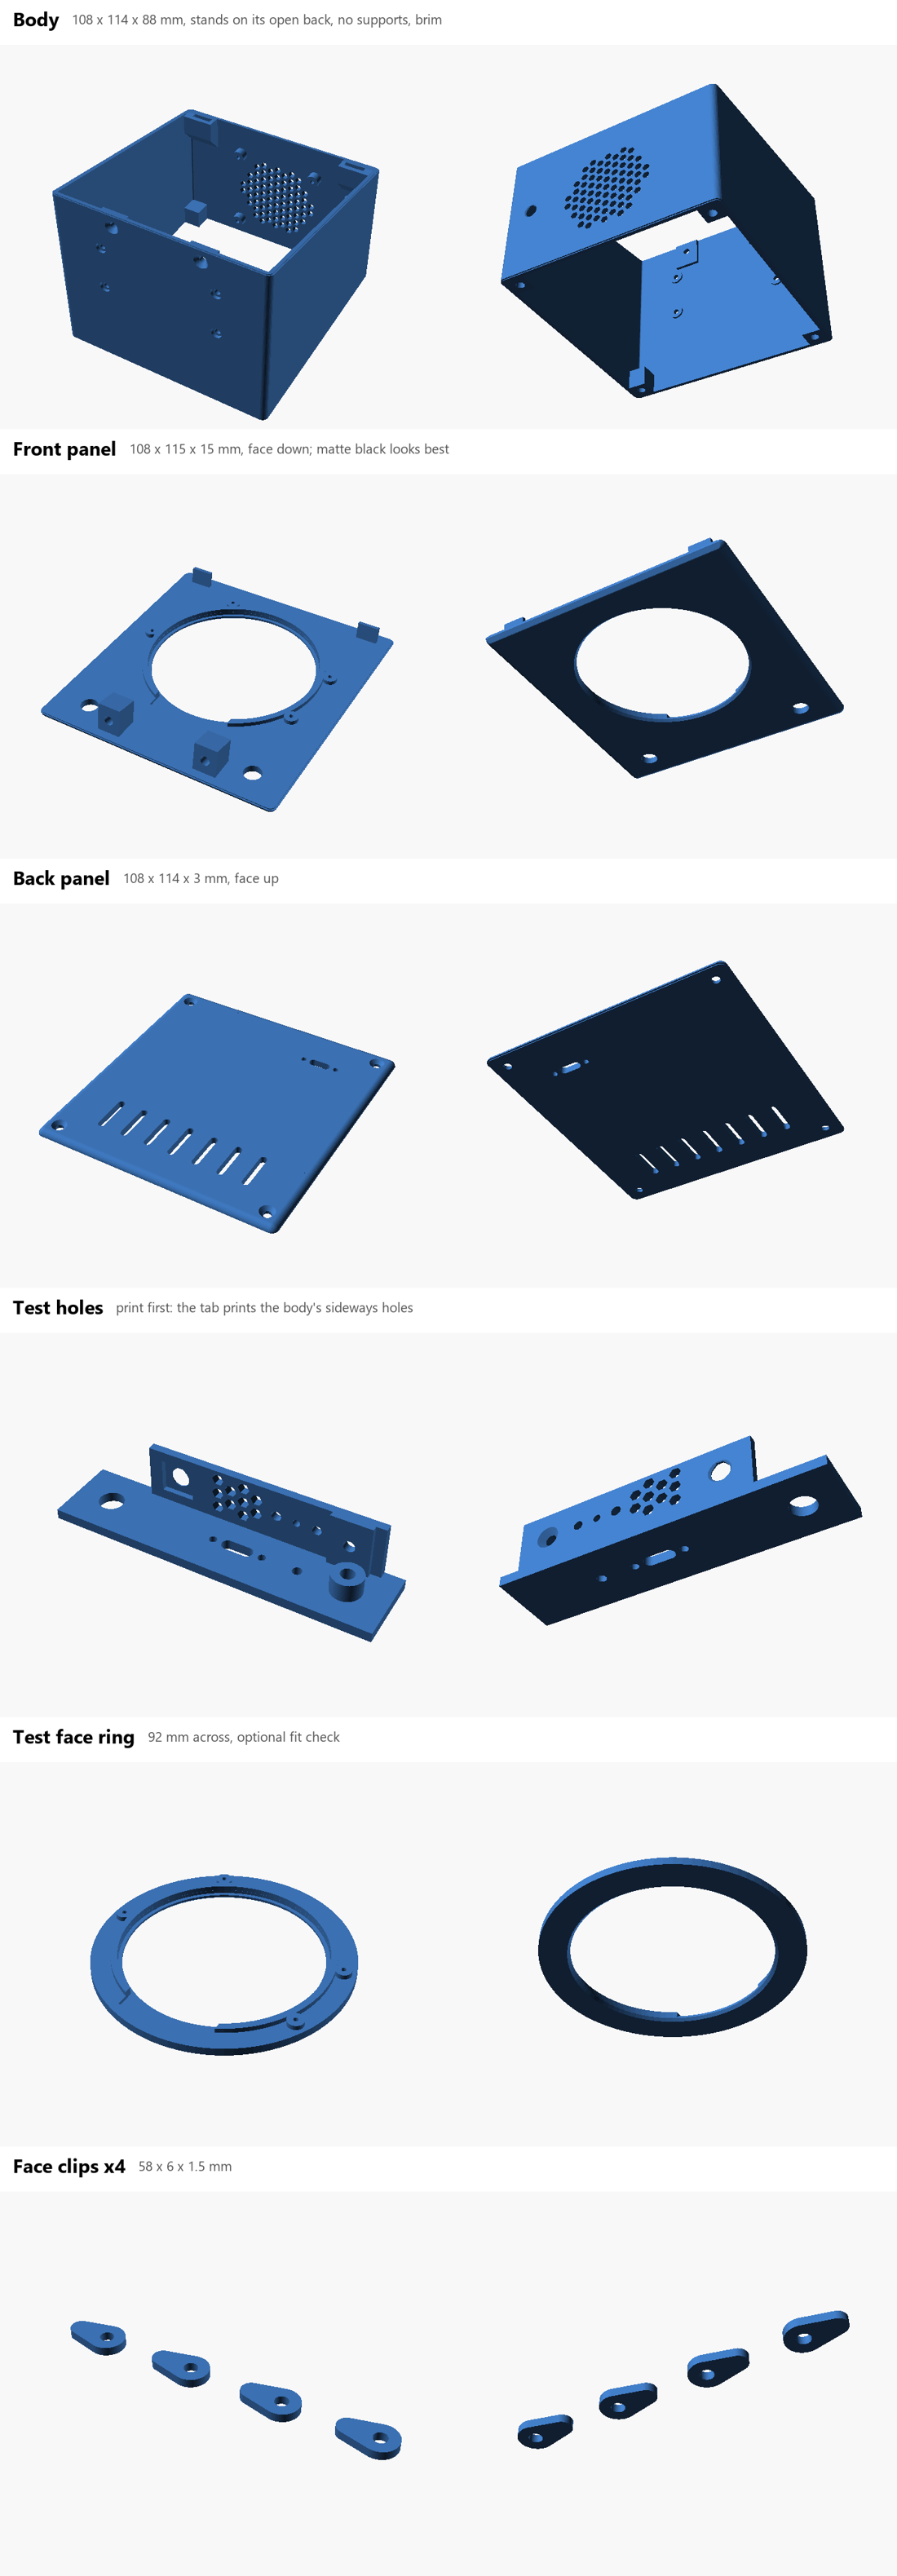 Body 108 x 114 x 88 mm, stands on its open back, no supports, brim
Front panel 108 x 115 x 15 mm, face down; matte black looks best
Back panel 108 x 114 x 3 mm, face up
Test holes print first: the tab prints the body's sideways holes
Test face ring 92 mm across, optional fit check
Face clips x4 58 x 6 x 1.5 mm